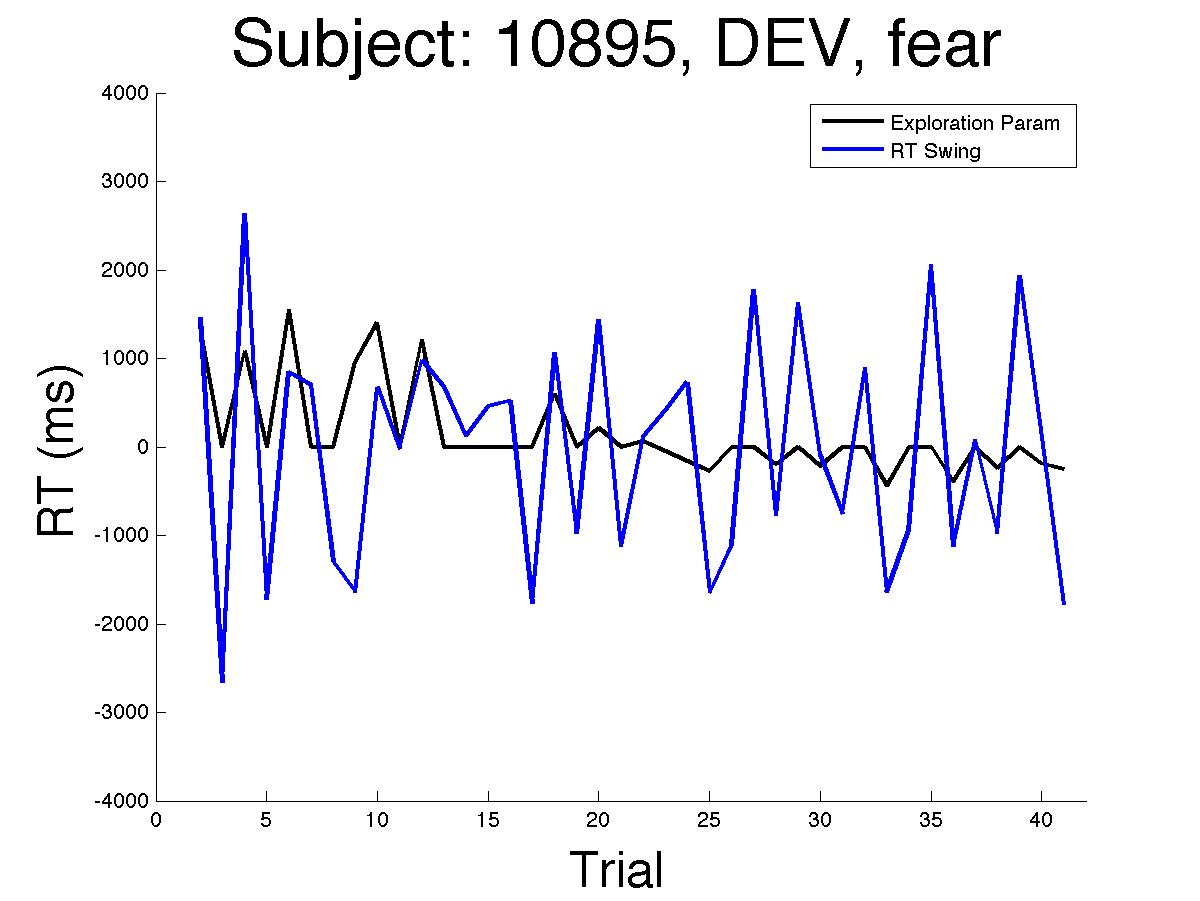 Subject: 10895, DEV, fear
4000
3000
2000
1000
0
-1000
-2000
-3000
-4000
RT (ms)
Exploration Param
RT Swing
0 5 10 15 20 25 30 35 40
Trial